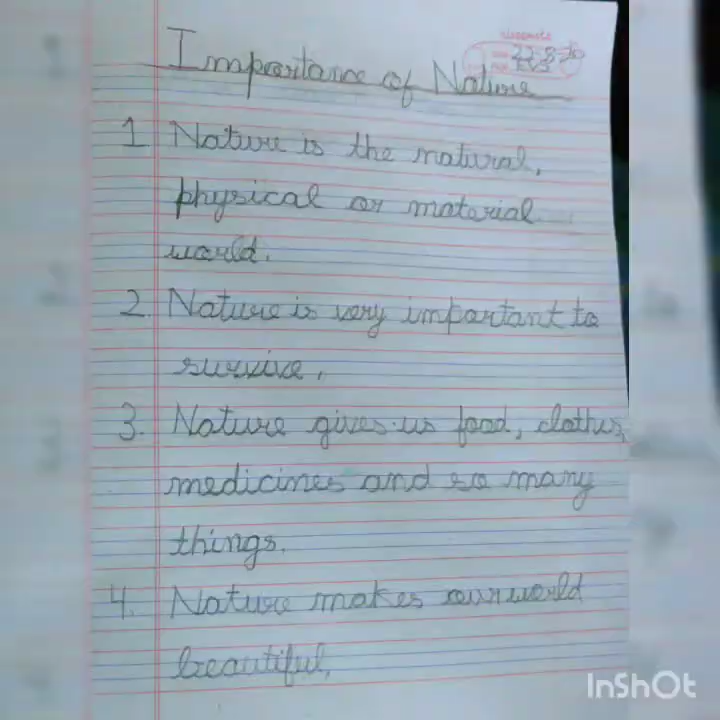 classmate
Importance of Nature
1 Nature is the natural,
physical or material
world.
2. Nature is very important to
survive.
3. Nature gives us food, clothes,
medicines and so many
things.
4. Nature makes our world
beautiful.
InShOt